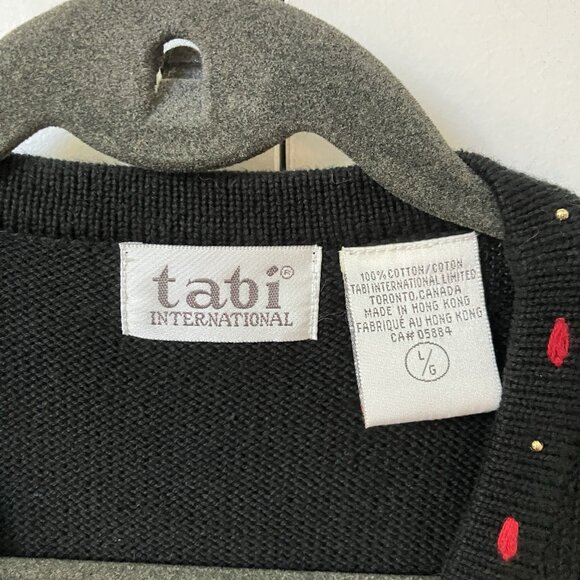 tabi®
INTERNATIONAL
100% COTTON/COTON
TABI INTERNATIONAL LIMITED
TORONTO, CANADA
MADE IN HONG KONG
FABRIQUÉ AU HONG KONG
CA# 05884
L/G